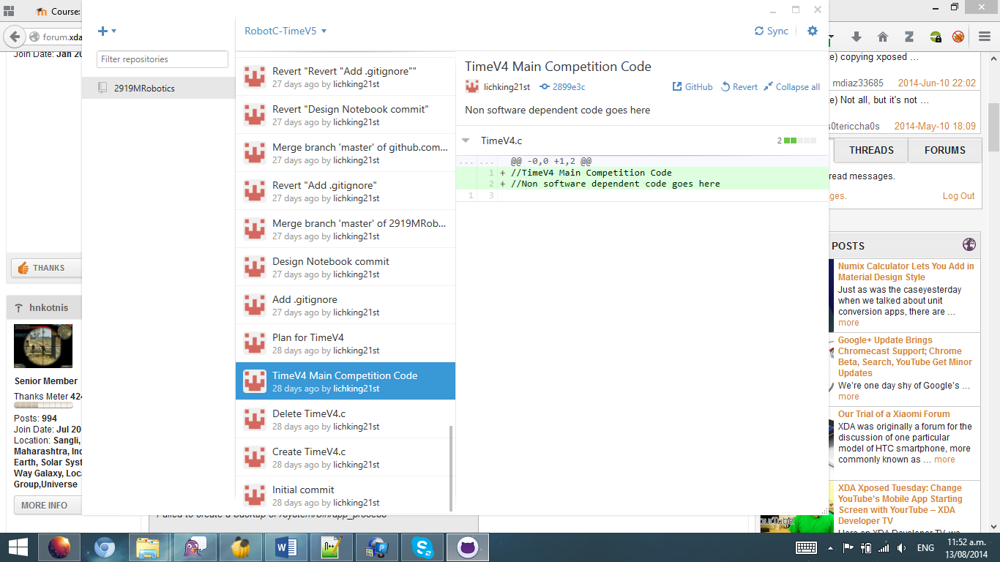 Course:
forum.xda
Join Date: Jan 20
THANKS
hnkotnis
Senior Member
Thanks Meter 424
Posts: 994
Join Date: Jul 20
Location: Sangli,
Maharashtra, Ind
Earth, Solar Syst
Way Galaxy, Loca
Group,Universe
MORE INFO
Filter repositories
2919MRobotics
RobotC-TimeV5
Sync
Revert "Revert "Add .gitignore""
27 days ago by lichking21st
Revert "Design Notebook commit"
27 days ago by lichking21st
Merge branch 'master' of github.com...
27 days ago by lichking21st
Revert "Add .gitignore"
27 days ago by lichking21st
Merge branch 'master' of 2919MRob...
27 days ago by lichking21st
Design Notebook commit
27 days ago by lichking21st
Add .gitignore
27 days ago by lichking21st
Plan for TimeV4
28 days ago by lichking21st
TimeV4 Main Competition Code
28 days ago by lichking21st
Delete TimeV4.c
28 days ago by lichking21st
Create TimeV4.c
28 days ago by lichking21st
Initial commit
28 days ago by lichking21st
TimeV4 Main Competition Code
lichking21st 2899e3c GitHub Revert Collapse all
Non software dependent code goes here
TimeV4.c 2
... ... @@ -0,0 +1,2 @@
1 + //TimeV4 Main Competition Code
2 + //Non software dependent code goes here
1 3
e) copying xposed …
mdiaz33685 2014-Jun-10 22:02
e) Not all, but it's not …
s0tericcha0s 2014-May-10 18:09
THREADS FORUMS
read messages.
ges. Log Out
POSTS
Numix Calculator Lets You Add in
Material Design Style
Just as was the caseyesterday
when we talked about unit
conversion apps, there are …
more
Google+ Update Brings
Chromecast Support; Chrome
Beta, Search, YouTube Get Minor
Updates
We're one day shy of Google's …
more
Our Trial of a Xiaomi Forum
XDA was originally a forum for the
discussion of one particular
model of HTC smartphone, more
commonly known as … more
XDA Xposed Tuesday: Change
YouTube's Mobile App Starting
Screen with YouTube – XDA
Developer TV
Here on XDA Developer TV, we
Failed to create a backup of /system/bin/app_process
ENG
11:52 a.m.
13/08/2014